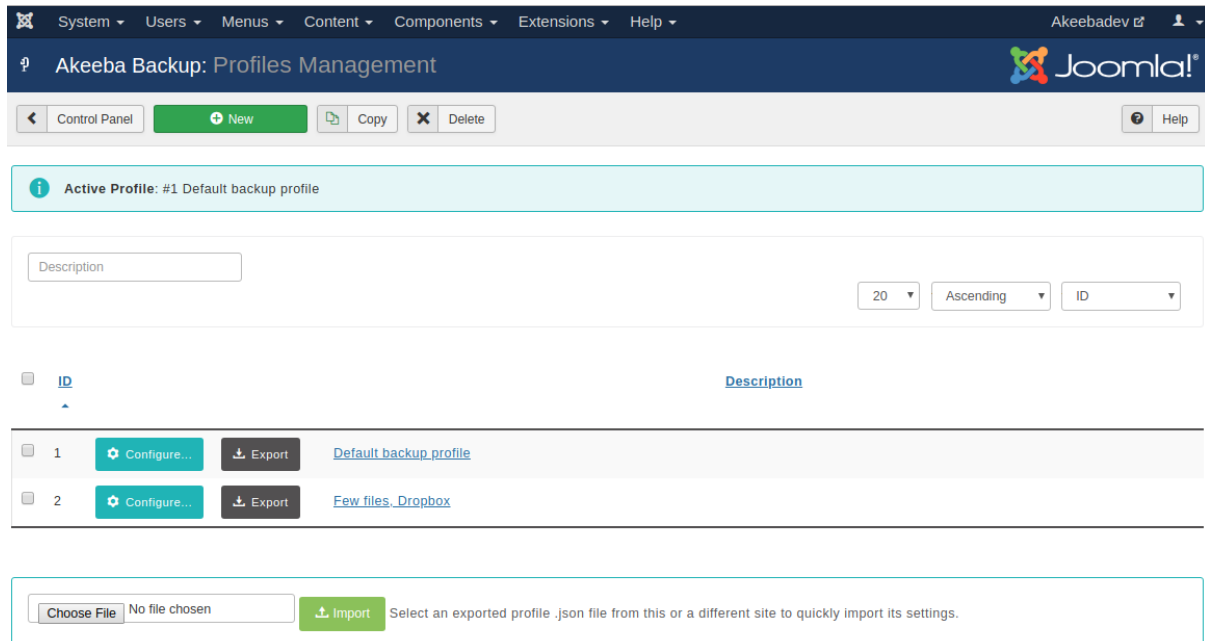 System Users Menus Content Components Extensions Help Akeebadev
Akeeba Backup: Profiles Management Joomla!®
Control Panel New Copy Delete Help
Active Profile: #1 Default backup profile
Description
20 Ascending ID
ID Description
1 Configure... Export Default backup profile
2 Configure... Export Few files, Dropbox
Choose File No file chosen Import Select an exported profile .json file from this or a different site to quickly import its settings.